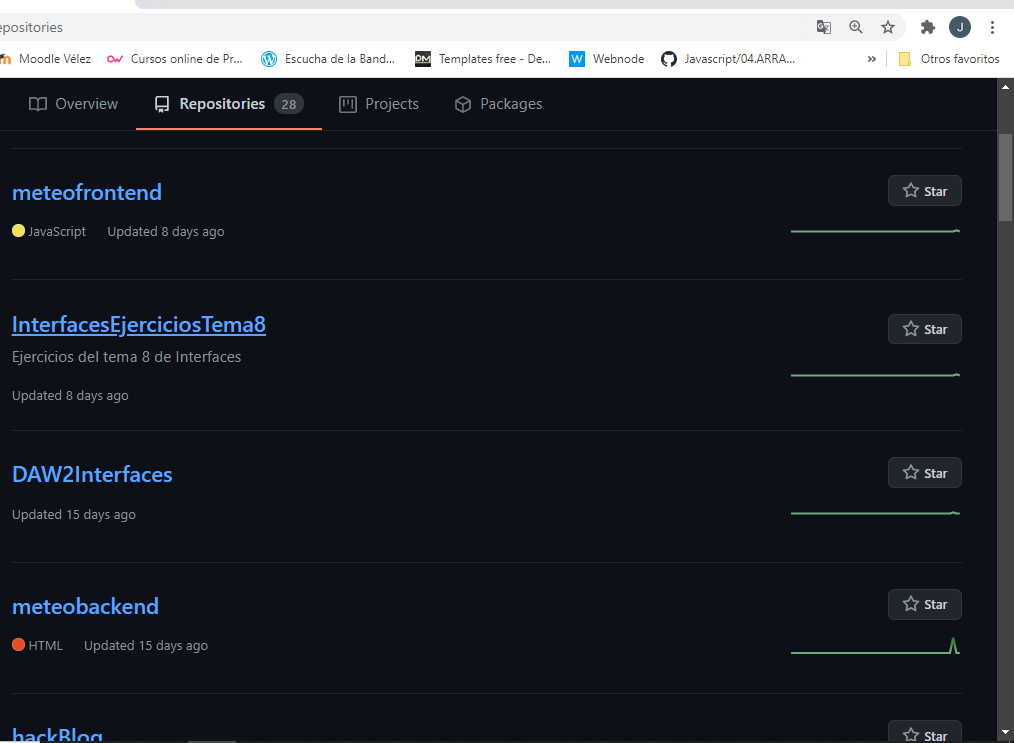 epositories
J
Moodle Vélez Cursos online de Pr... Escucha de la Band... DM Templates free - De... W Webnode Javascript/04.ARRA... » Otros favoritos
Overview Repositories 28 Projects Packages
meteofrontend Star
JavaScript Updated 8 days ago
InterfacesEjerciciosTema8 Star
Ejercicios del tema 8 de Interfaces
Updated 8 days ago
DAW2Interfaces Star
Updated 15 days ago
meteobackend Star
HTML Updated 15 days ago
hackBlog Star